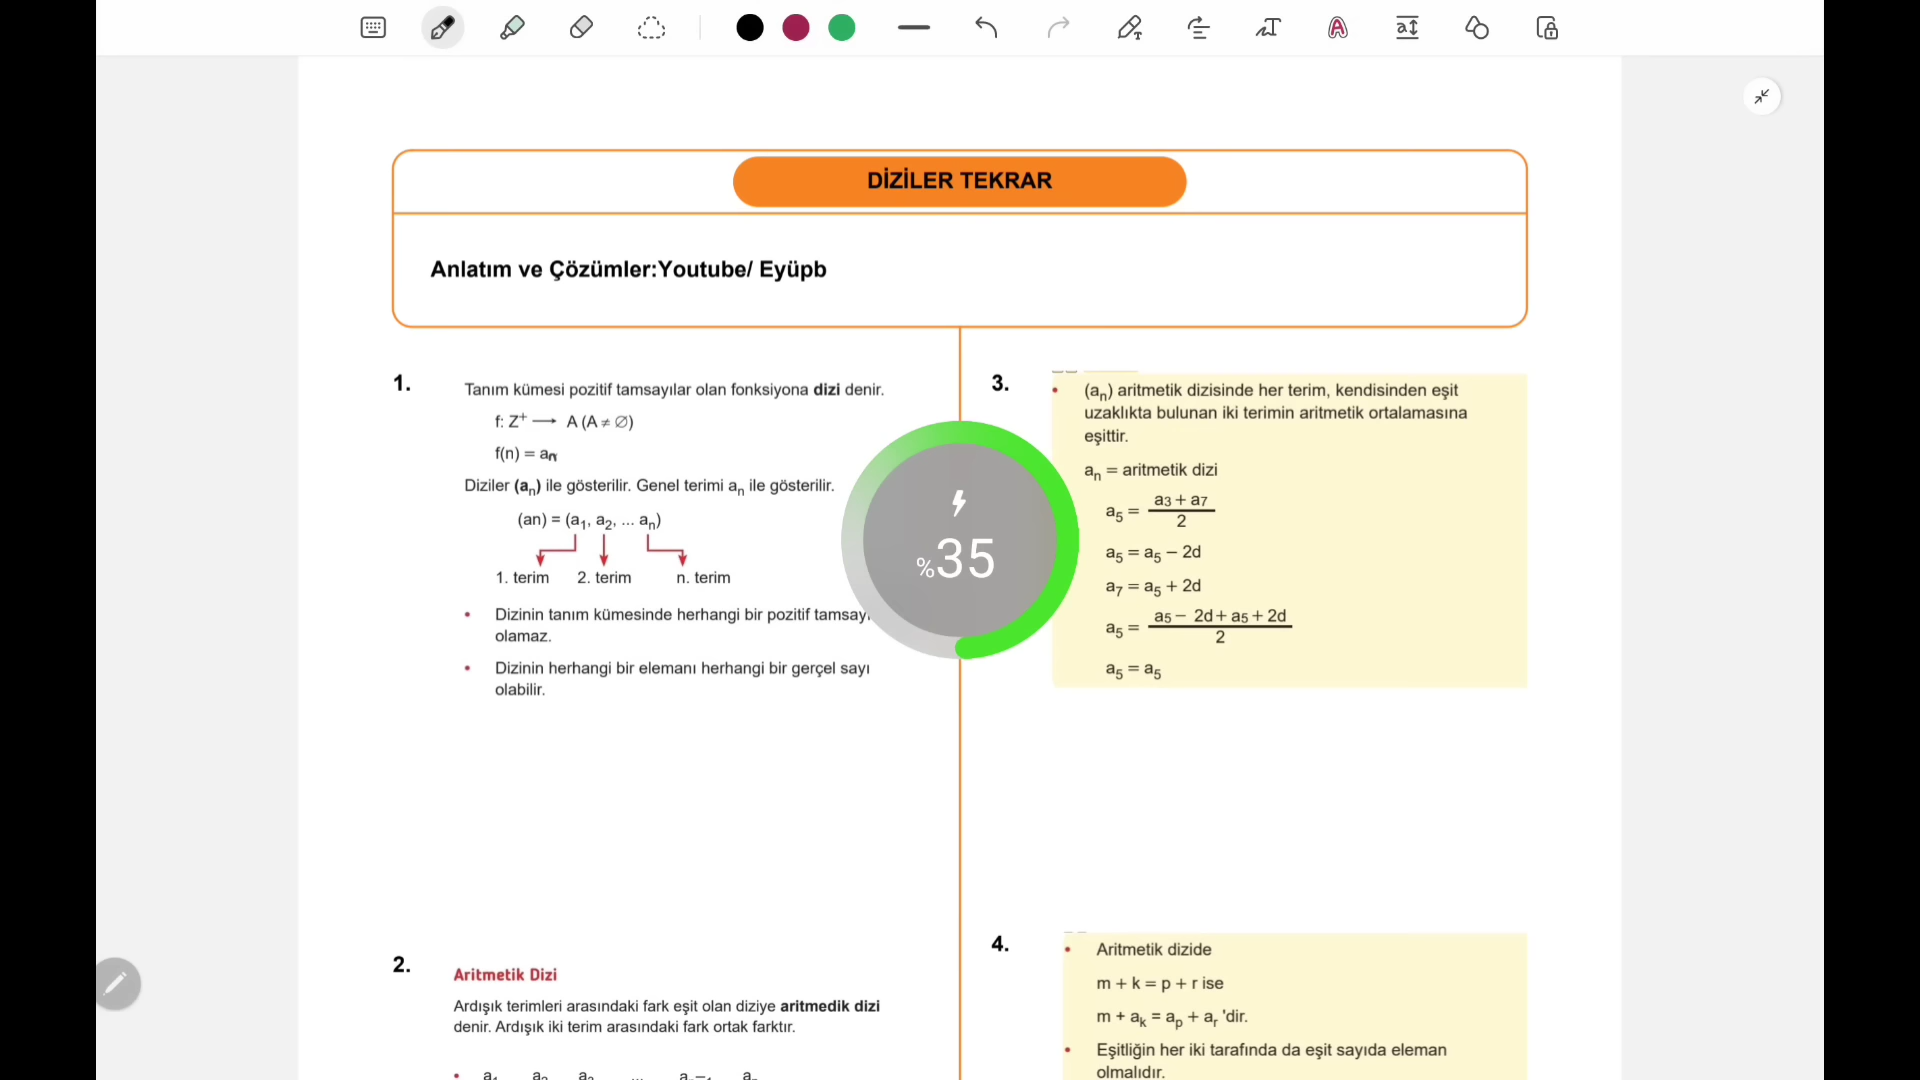 DİZİLER TEKRAR
Anlatım ve Çözümler:Youtube/ Eyüpb
1.
Tanım kümesi pozitif tamsayılar olan fonksiyona dizi denir.
f: Z⁺ ⟶ A (A ≠ ∅)
f(n) = aₙ
Diziler (aₙ) ile gösterilir. Genel terimi aₙ ile gösterilir.
(an) = (a₁, a₂, ... aₙ)
1. terim 2. terim n. terim
• Dizinin tanım kümesinde herhangi bir pozitif
olamaz.
• Dizinin herhangi bir elemanı herhangi bir gerçel sayı
olabilir.
2.
Aritmetik Dizi
Ardışık terimleri arasındaki fark eşit olan diziye aritmedik dizi
denir. Ardışık iki terim arasındaki fark ortak farktır.
%35
3.
• (aₙ) aritmetik dizisinde her terim, kendisinden eşit
uzaklıkta bulunan iki terimin aritmetik ortalamasına
eşittir.
aₙ = aritmetik dizi
a₅ = (a₃ + a₇)/2
a₅ = a₅ − 2d
a₇ = a₅ + 2d
a₅ = (a₅ − 2d + a₅ + 2d)/2
a₅ = a₅
4.
• Aritmetik dizide
m + k = p + r ise
m + aₖ = aₚ + aᵣ 'dir.
• Eşitliğin her iki tarafında da eşit sayıda eleman
olmalıdır.